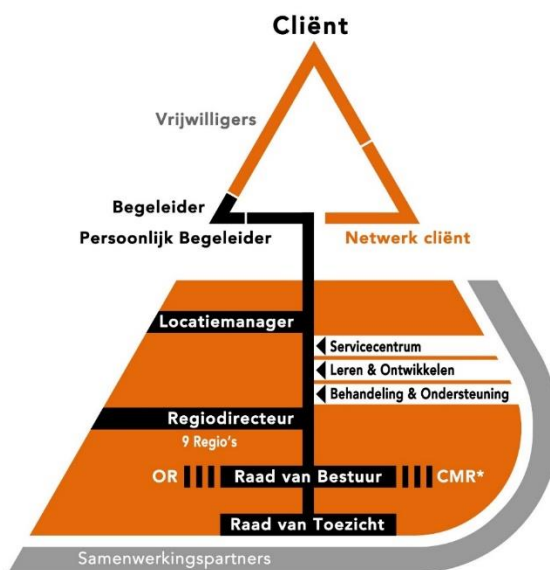 Cliënt
Vrijwilligers
Begeleider
Persoonlijk Begeleider
Netwerk cliënt
Locatiemanager
Servicecentrum
Leren & Ontwikkelen
Behandeling & Ondersteuning
Regiodirecteur
9 Regio's
OR
Raad van Bestuur
CMR*
Raad van Toezicht
Samenwerkingspartners